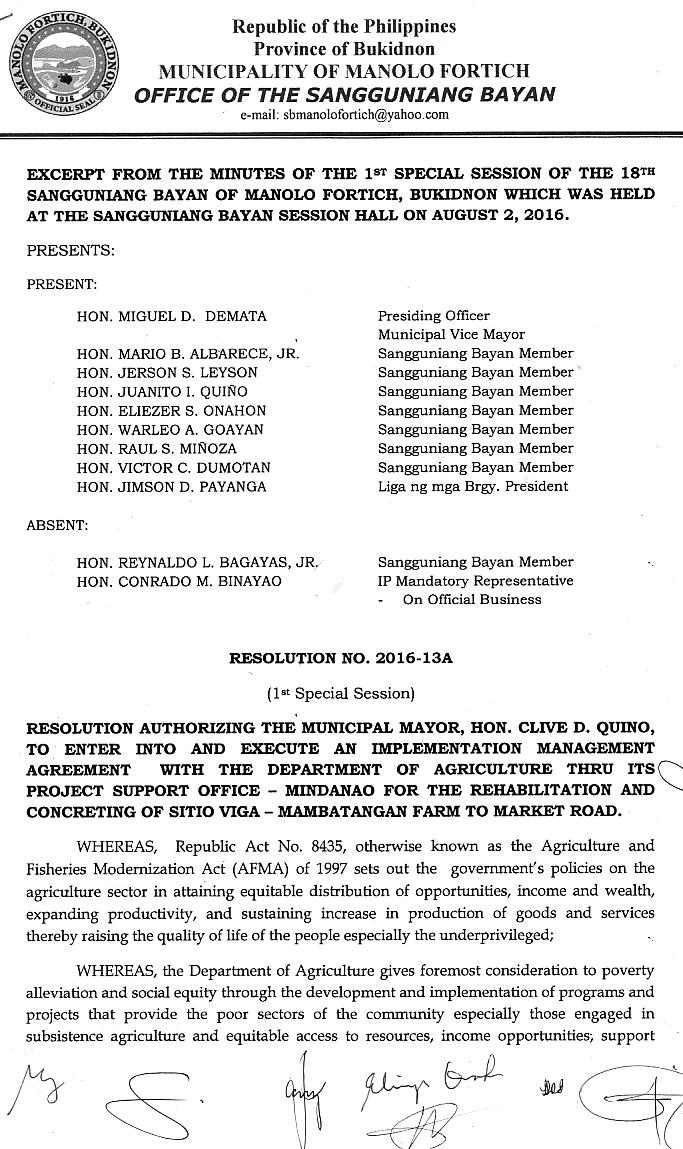 MANOLO FORTICH, BUKIDNON
1916
OFFICIAL SEAL
Republic of the Philippines
Province of Bukidnon
MUNICIPALITY OF MANOLO FORTICH
OFFICE OF THE SANGGUNIANG BAYAN
e-mail: sbmanolofortich@yahoo.com
EXCERPT FROM THE MINUTES OF THE 1ST SPECIAL SESSION OF THE 18TH
SANGGUNIANG BAYAN OF MANOLO FORTICH, BUKIDNON WHICH WAS HELD
AT THE SANGGUNIANG BAYAN SESSION HALL ON AUGUST 2, 2016.
PRESENTS:
PRESENT:
HON. MIGUEL D. DEMATA Presiding Officer
Municipal Vice Mayor
HON. MARIO B. ALBARECE, JR. Sangguniang Bayan Member
HON. JERSON S. LEYSON Sangguniang Bayan Member
HON. JUANITO I. QUIÑO Sangguniang Bayan Member
HON. ELIEZER S. ONAHON Sangguniang Bayan Member
HON. WARLEO A. GOAYAN Sangguniang Bayan Member
HON. RAUL S. MIÑOZA Sangguniang Bayan Member
HON. VICTOR C. DUMOTAN Sangguniang Bayan Member
HON. JIMSON D. PAYANGA Liga ng mga Brgy. President
ABSENT:
HON. REYNALDO L. BAGAYAS, JR. Sangguniang Bayan Member
HON. CONRADO M. BINAYAO IP Mandatory Representative
- On Official Business
RESOLUTION NO. 2016-13A
(1st Special Session)
RESOLUTION AUTHORIZING THE MUNICIPAL MAYOR, HON. CLIVE D. QUINO,
TO ENTER INTO AND EXECUTE AN IMPLEMENTATION MANAGEMENT
AGREEMENT WITH THE DEPARTMENT OF AGRICULTURE THRU ITS
PROJECT SUPPORT OFFICE – MINDANAO FOR THE REHABILITATION AND
CONCRETING OF SITIO VIGA – MAMBATANGAN FARM TO MARKET ROAD.
WHEREAS, Republic Act No. 8435, otherwise known as the Agriculture and
Fisheries Modernization Act (AFMA) of 1997 sets out the government's policies on the
agriculture sector in attaining equitable distribution of opportunities, income and wealth,
expanding productivity, and sustaining increase in production of goods and services
thereby raising the quality of life of the people especially the underprivileged;
WHEREAS, the Department of Agriculture gives foremost consideration to poverty
alleviation and social equity through the development and implementation of programs and
projects that provide the poor sectors of the community especially those engaged in
subsistence agriculture and equitable access to resources, income opportunities; support